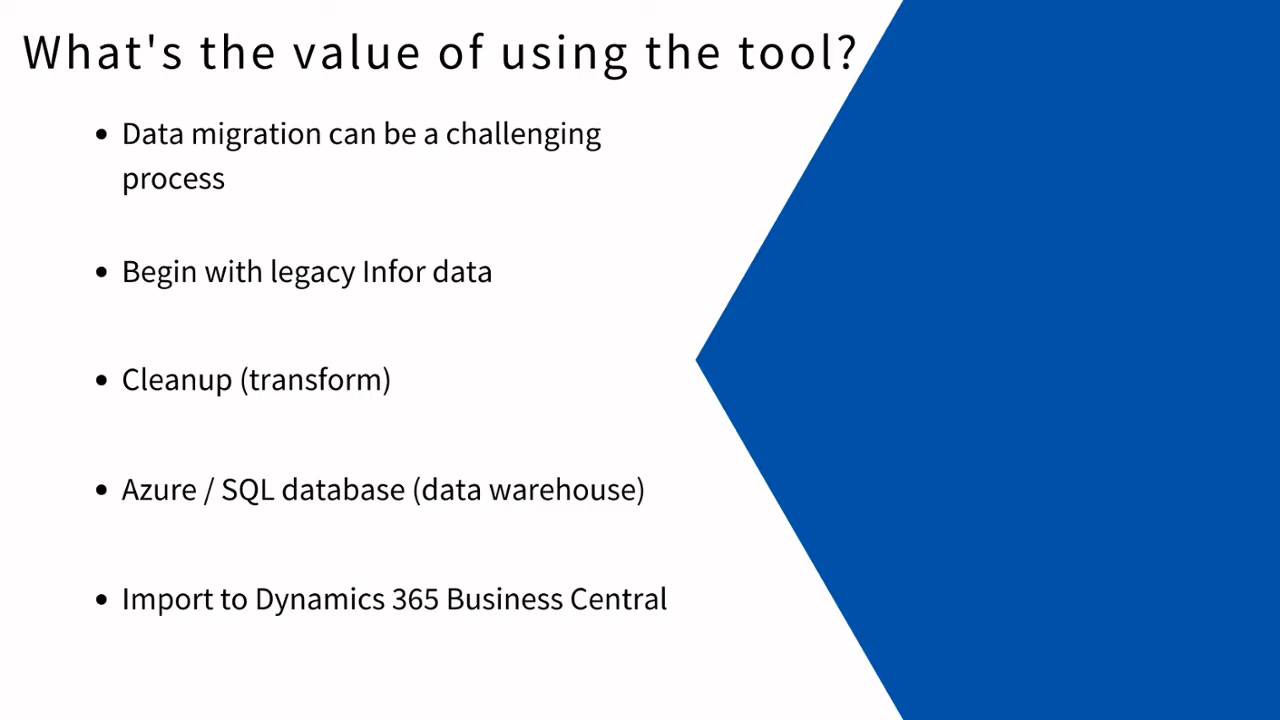 What's the value of using the tool?
• Data migration can be a challenging
process
• Begin with legacy Infor data
• Cleanup (transform)
• Azure / SQL database (data warehouse)
• Import to Dynamics 365 Business Central